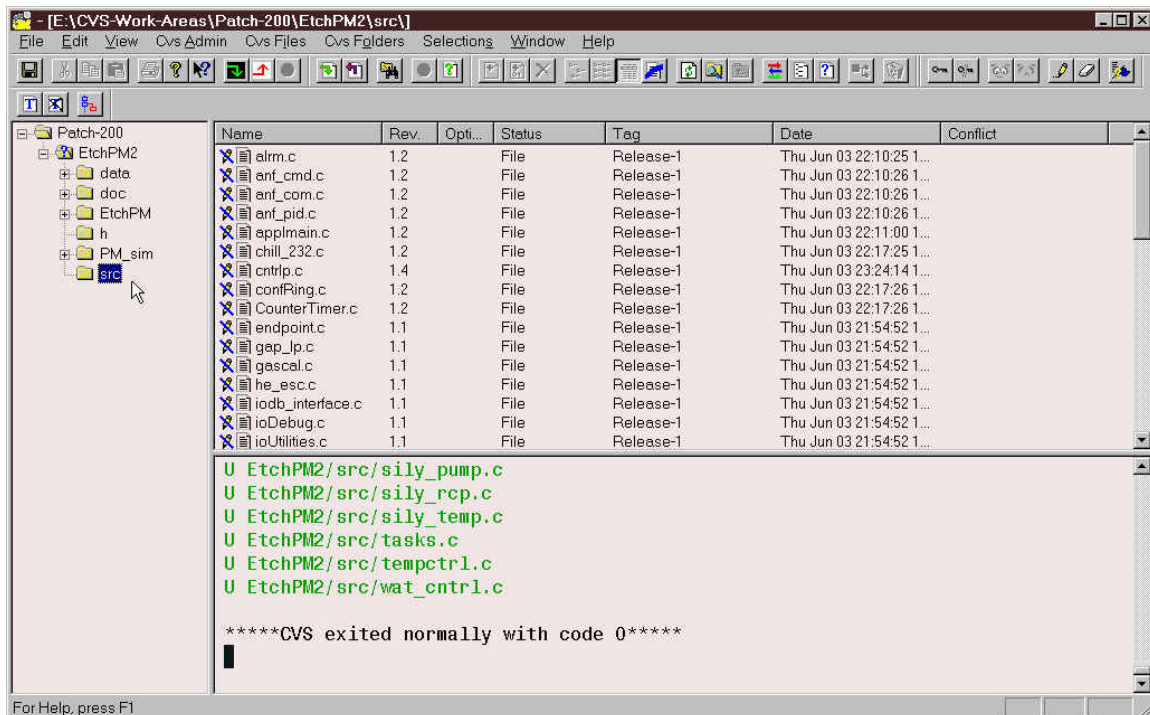 - [E:\CVS-Work-Areas\Patch-200\EtchPM2\src\]
File Edit View Cvs Admin Cvs Files Cvs Folders Selections Window Help
Patch-200
EtchPM2
data
doc
EtchPM
h
PM_sim
src
Name Rev. Opti... Status Tag Date Conflict
alrm.c 1.2 File Release-1 Thu Jun 03 22:10:25 1...
anf_cmd.c 1.2 File Release-1 Thu Jun 03 22:10:26 1...
anf_com.c 1.2 File Release-1 Thu Jun 03 22:10:26 1...
anf_pid.c 1.2 File Release-1 Thu Jun 03 22:10:26 1...
applmain.c 1.2 File Release-1 Thu Jun 03 22:11:00 1...
chill_232.c 1.2 File Release-1 Thu Jun 03 22:17:25 1...
cntrlp.c 1.4 File Release-1 Thu Jun 03 23:24:14 1...
confRing.c 1.2 File Release-1 Thu Jun 03 22:17:26 1...
CounterTimer.c 1.2 File Release-1 Thu Jun 03 22:17:26 1...
endpoint.c 1.1 File Release-1 Thu Jun 03 21:54:52 1...
gap_lp.c 1.1 File Release-1 Thu Jun 03 21:54:52 1...
gascal.c 1.1 File Release-1 Thu Jun 03 21:54:52 1...
he_esc.c 1.1 File Release-1 Thu Jun 03 21:54:52 1...
iodb_interface.c 1.1 File Release-1 Thu Jun 03 21:54:52 1...
ioDebug.c 1.1 File Release-1 Thu Jun 03 21:54:52 1...
ioUtilities.c 1.1 File Release-1 Thu Jun 03 21:54:52 1...
U EtchPM2/src/sily_pump.c
U EtchPM2/src/sily_rcp.c
U EtchPM2/src/sily_temp.c
U EtchPM2/src/tasks.c
U EtchPM2/src/tempctrl.c
U EtchPM2/src/wat_cntrl.c
*****CVS exited normally with code 0*****
For Help, press F1